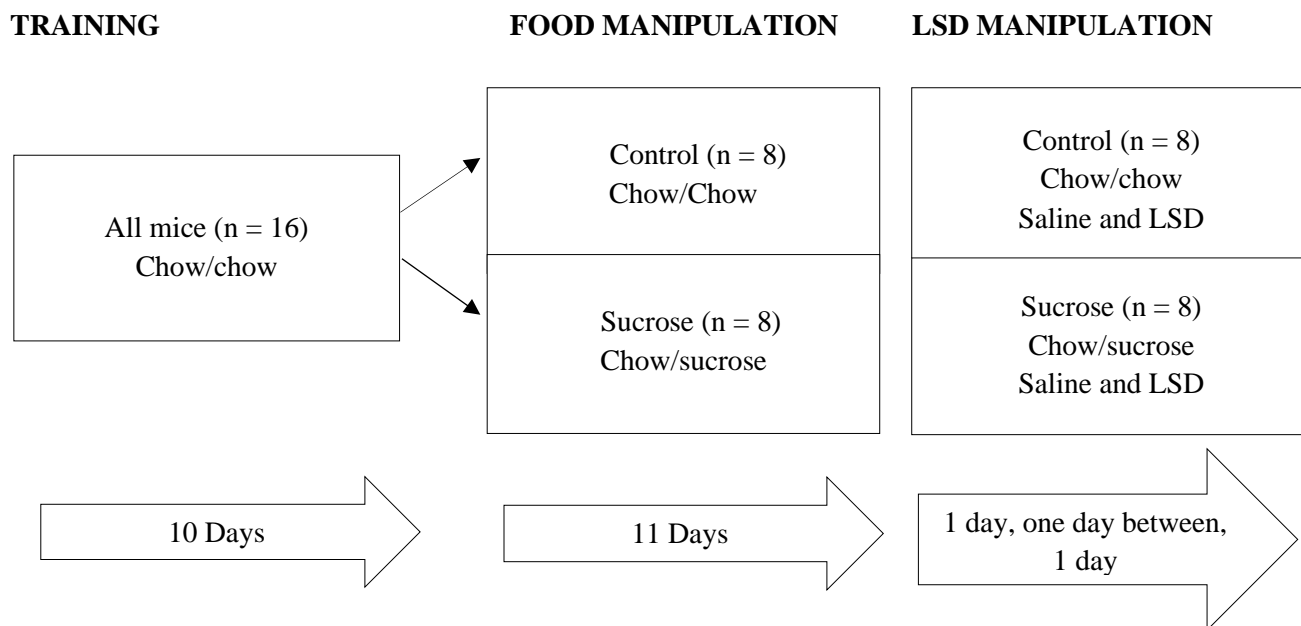 TRAINING
FOOD MANIPULATION
LSD MANIPULATION
All mice (n = 16)
Chow/chow
Control (n = 8)
Chow/Chow
Sucrose (n = 8)
Chow/sucrose
Control (n = 8)
Chow/chow
Saline and LSD
Sucrose (n = 8)
Chow/sucrose
Saline and LSD
10 Days
11 Days
1 day, one day between,
1 day